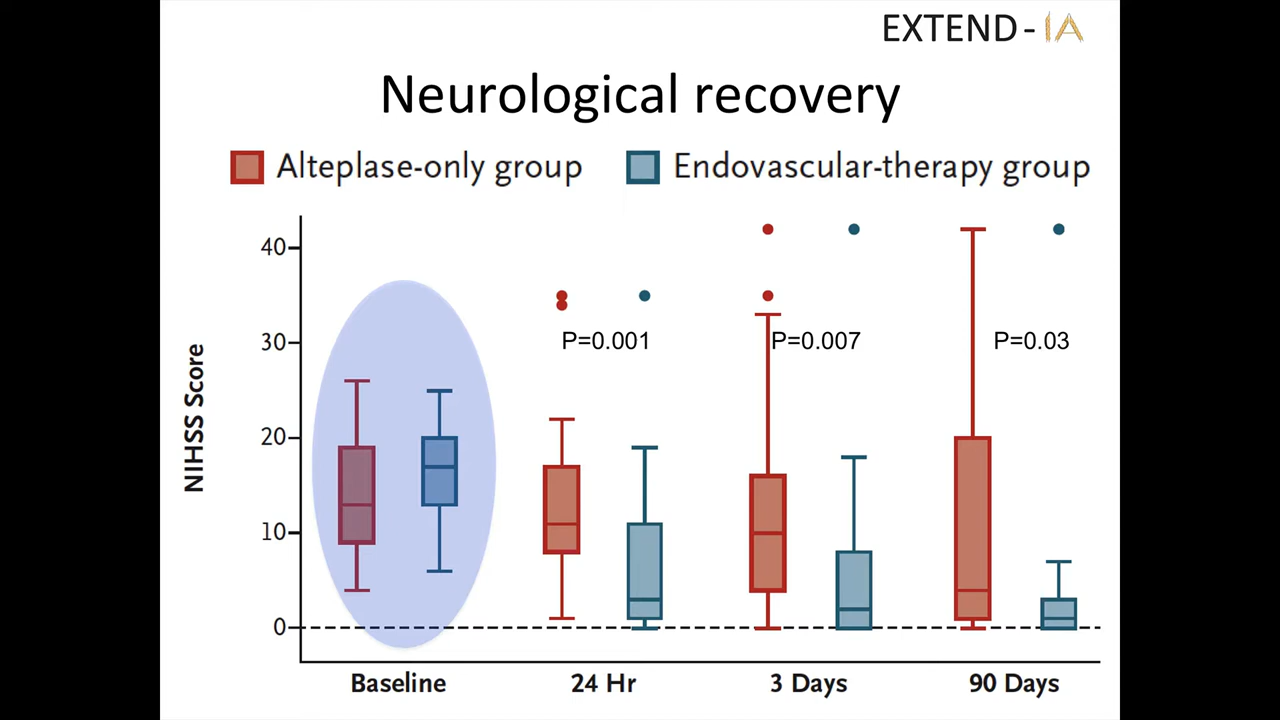 EXTEND-IA
Neurological recovery
Alteplase-only group
Endovascular-therapy group
40
30
20
10
0
NIHSS Score
P=0.001
P=0.007
P=0.03
Baseline
24 Hr
3 Days
90 Days